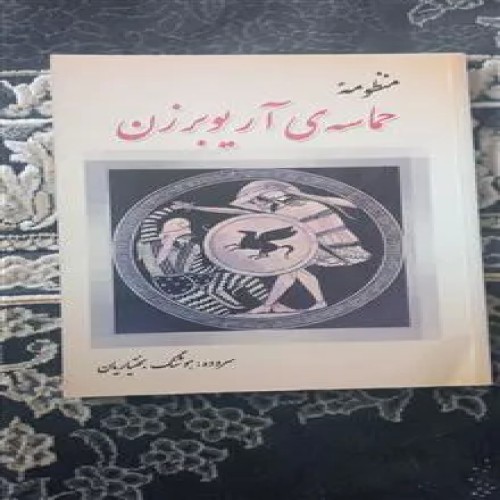 منظومهٔ
حماسه‌ی آریوبرزن
سروده: هوشنگ بختیاریان